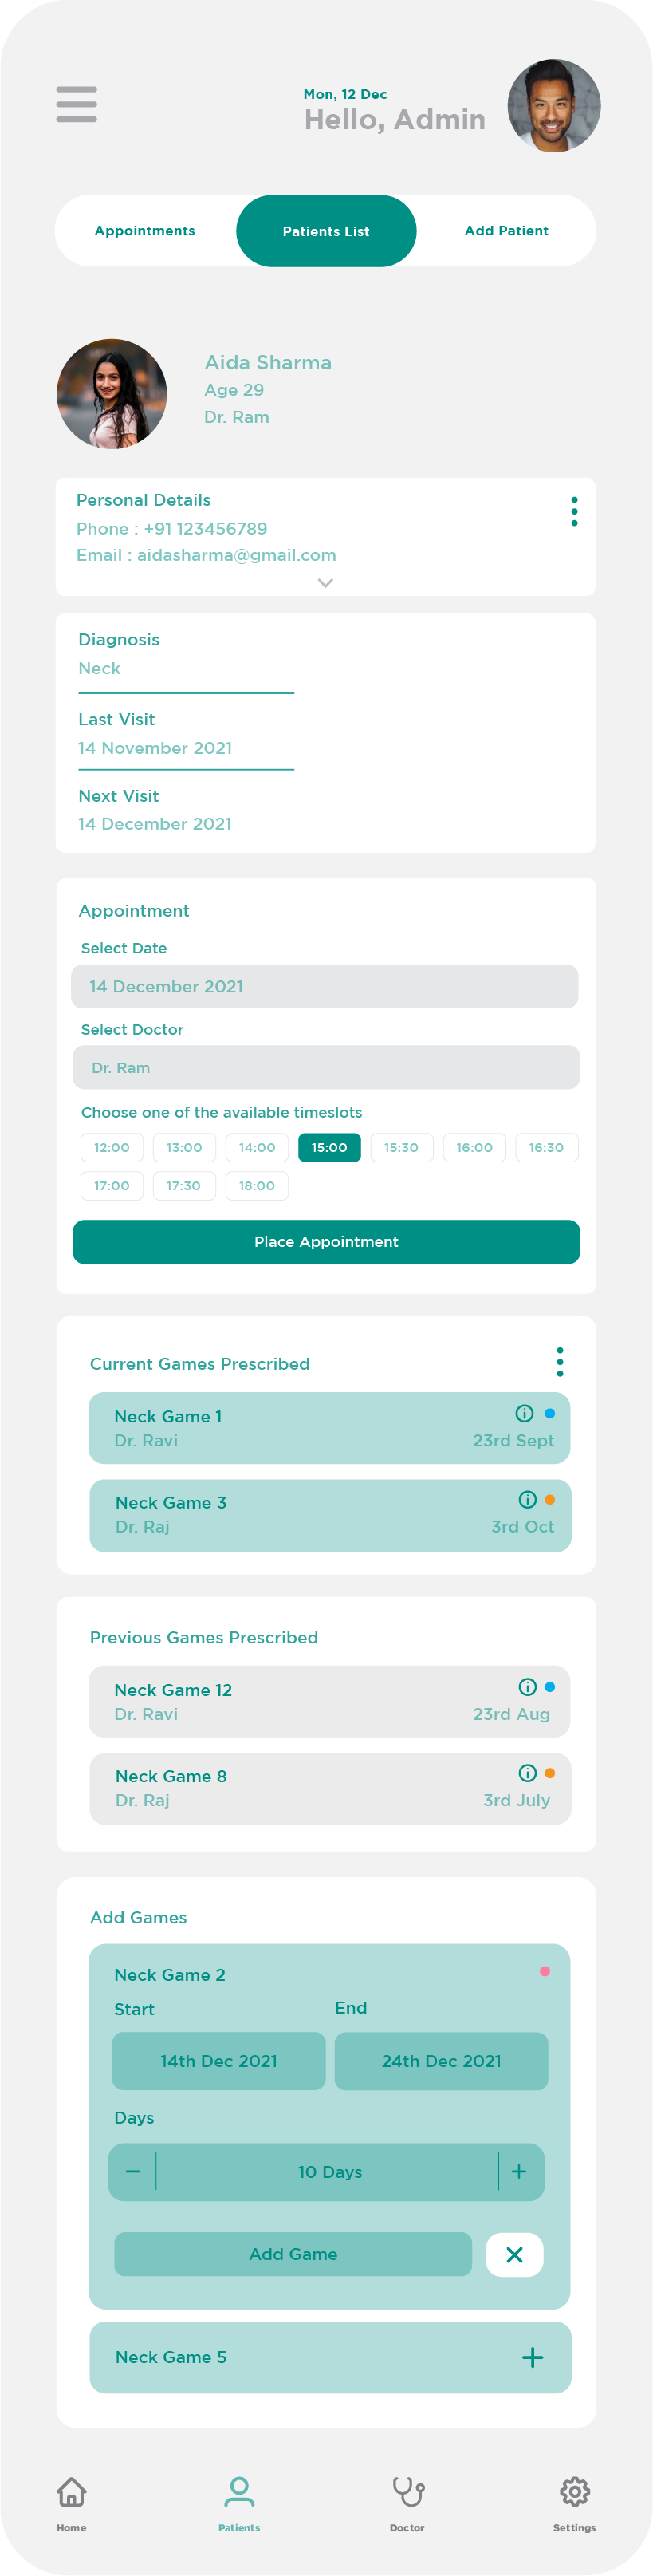 Mon, 12 Dec
Hello, Admin
Appointments
Patients List
Add Patient
Aida Sharma
Age 29
Dr. Ram
Personal Details
Phone : +91 123456789
Email : aidasharma@gmail.com
Diagnosis
Neck
Last Visit
14 November 2021
Next Visit
14 December 2021
Appointment
Select Date
14 December 2021
Select Doctor
Dr. Ram
Choose one of the available timeslots
12:00 13:00 14:00 15:00 15:30 16:00 16:30
17:00 17:30 18:00
Place Appointment
Current Games Prescribed
Neck Game 1
Dr. Ravi 23rd Sept
Neck Game 3
Dr. Raj 3rd Oct
Previous Games Prescribed
Neck Game 12
Dr. Ravi 23rd Aug
Neck Game 8
Dr. Raj 3rd July
Add Games
Neck Game 2
Start End
14th Dec 2021 24th Dec 2021
Days
10 Days
Add Game
Neck Game 5
Home Patients Doctor Settings